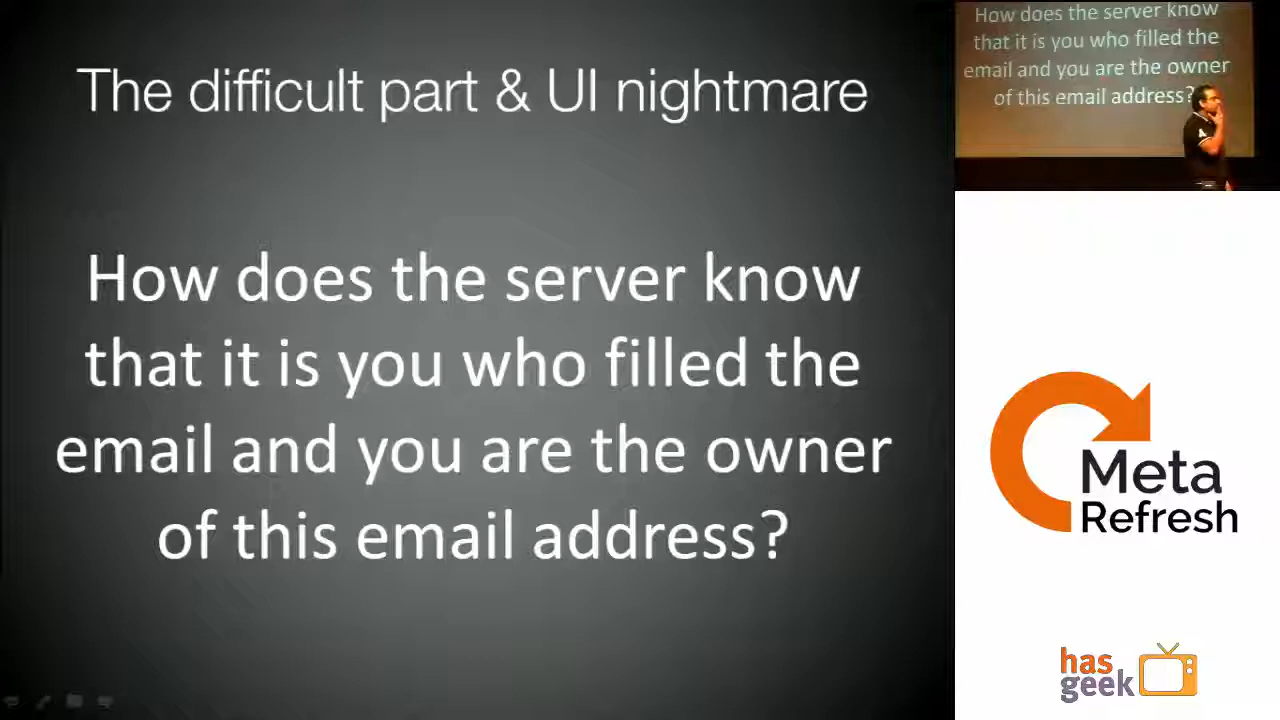 The difficult part & UI nightmare
How does the server know
that it is you who filled the
email and you are the owner
of this email address?
How does the server know
that it is you who filled the
email and you are the owner
of this email address?
Meta
Refresh
has
geek